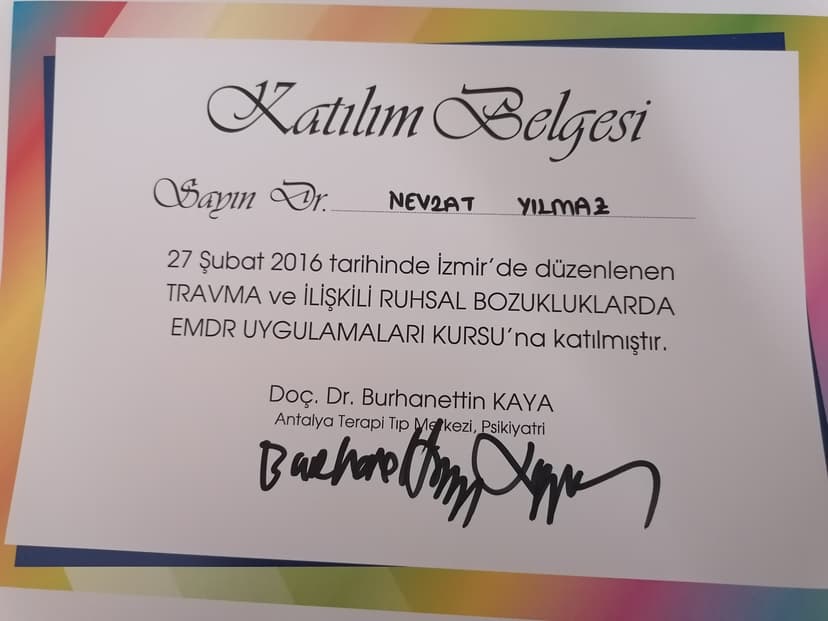 Katılım Belgesi
Sayın Dr. NEVZAT YILMAZ
27 Şubat 2016 tarihinde İzmir'de düzenlenen
TRAVMA ve İLİŞKİLİ RUHSAL BOZUKLUKLARDA
EMDR UYGULAMALARI KURSU'na katılmıştır.
Doç. Dr. Burhanettin KAYA
Antalya Terapi Tıp Merkezi, Psikiyatri